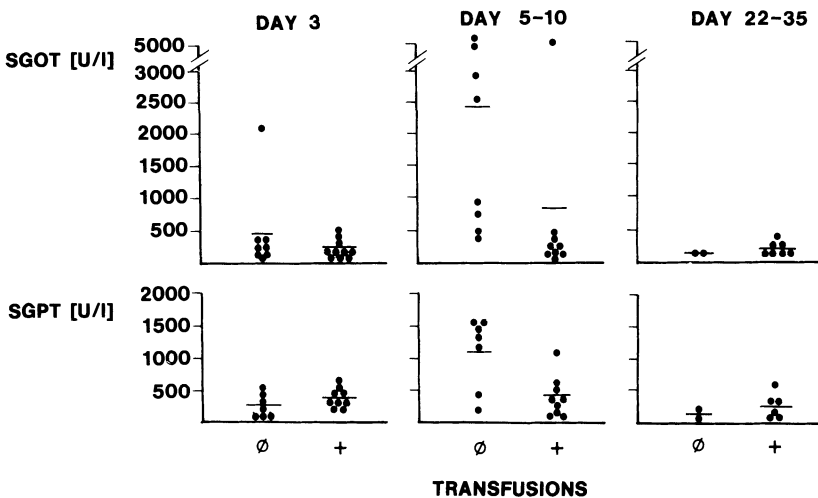 DAY 3 DAY 5-10 DAY 22-35
SGOT [U/l]
5000
3000
2500
2000
1500
1000
500
SGPT [U/l]
2000
1500
1000
500
Ø + Ø + Ø +
TRANSFUSIONS